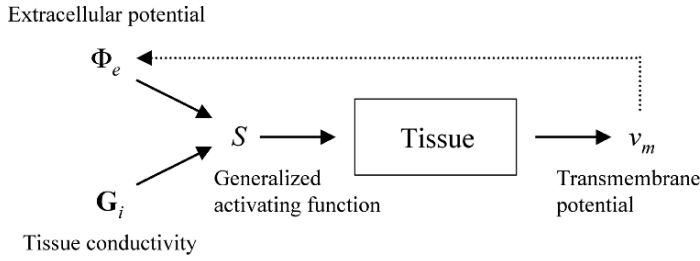 Extracellular potential
Φe
S
Tissue
vm
Generalized
activating function
Transmembrane
potential
Gi
Tissue conductivity